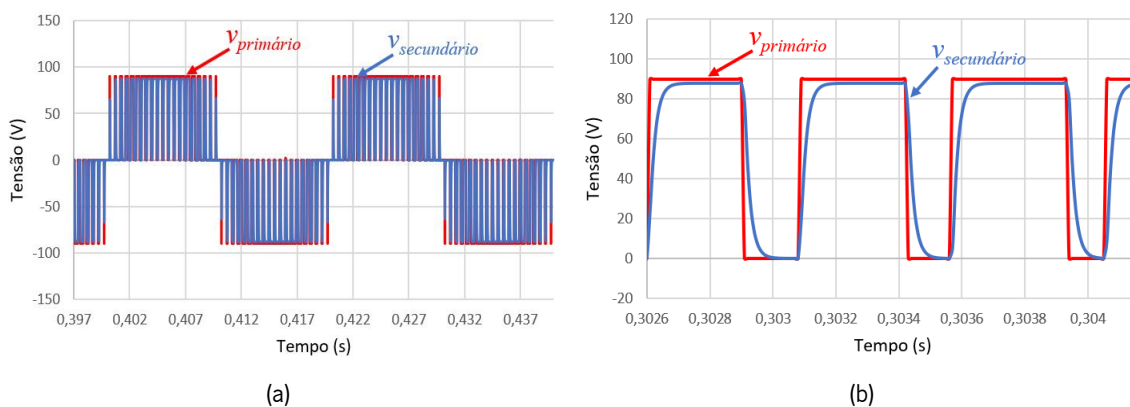 150
100
50
0
-50
-100
-150
Tensão (V)
v primário
v secundário
0,397 0,402 0,407 0,412 0,417 0,422 0,427 0,432 0,437
Tempo (s)
(a)
120
100
80
60
40
20
0
-20
Tensão (V)
v primário
v secundário
0,3026 0,3028 0,303 0,3032 0,3034 0,3036 0,3038 0,304
Tempo (s)
(b)